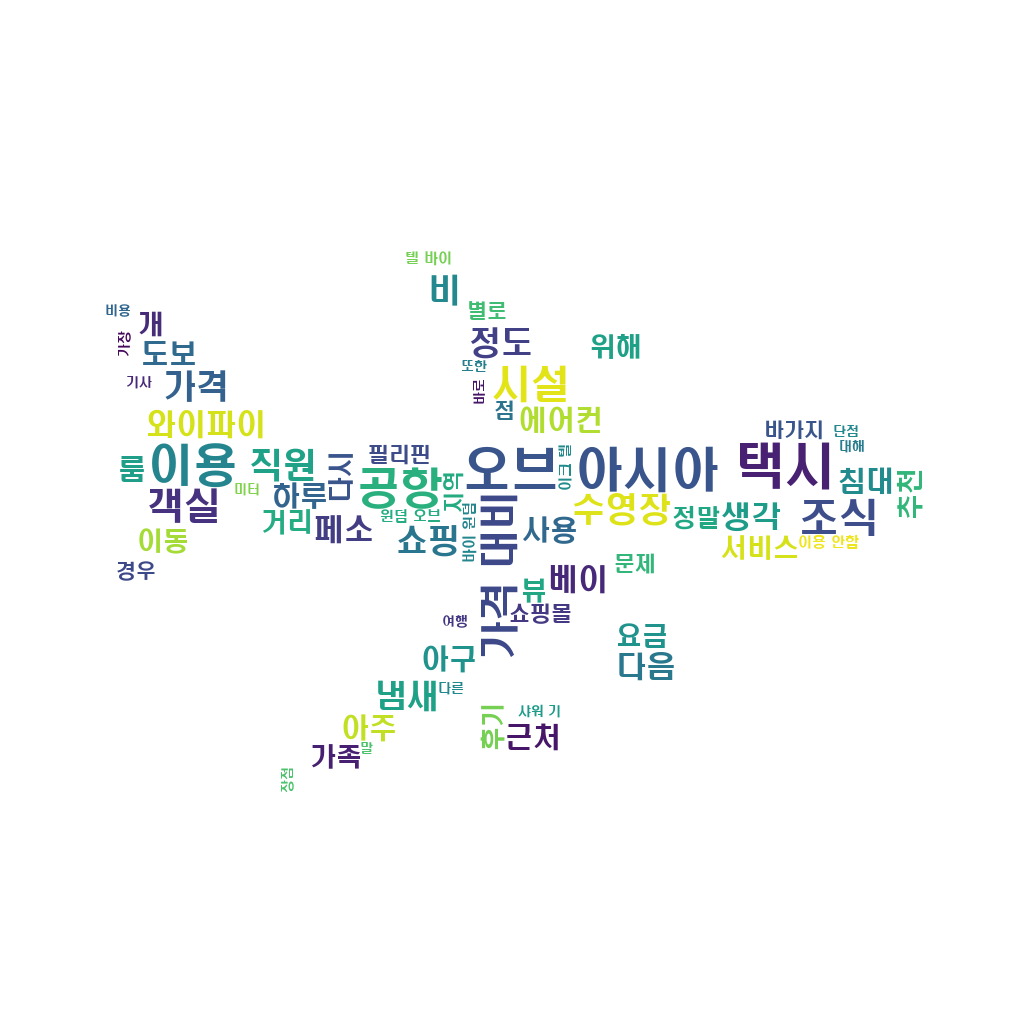 텔 바이
비
비용
별로
개
가장
정도
도보
위해
또한
기사
가격
바로
시설
점
와이파이
에어컨
바가지
단점
대해
필리핀
이용
직원
다시
오브
이크 텔
아시아
택시
룸
공항
지역
침대
추천
미터
하루
객실
수영장
조식
거리
페소
원덤 오브
바이 원덤
가격 대비
사용
정말
생각
이동
쇼핑
서비스
이용 안함
경우
문제
뷰
베이
쇼핑몰
여행
요금
아구
다음
냄새
다른
아주
후기
샤워 기
근처
가족
말
장점